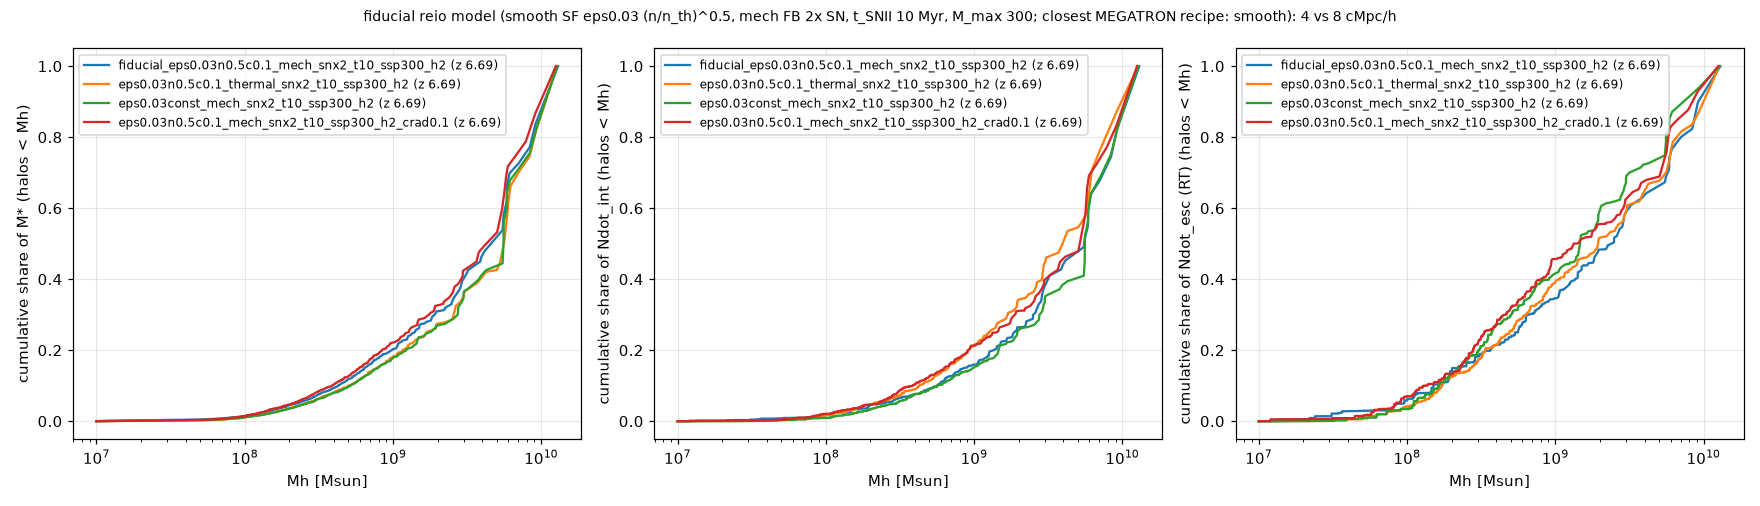 fiducial reio model (smooth SF eps0.03 (n/n_th)^0.5, mech FB 2x SN, t_SNII 10 Myr, M_max 300; closest MEGATRON recipe: smooth): 4 vs 8 cMpc/h
cumulative share of M* (halos < Mh)
1.0
0.8
0.6
0.4
0.2
0.0
fiducial_eps0.03n0.5c0.1_mech_snx2_t10_ssp300_h2 (z 6.69)
eps0.03n0.5c0.1_thermal_snx2_t10_ssp300_h2 (z 6.69)
eps0.03const_mech_snx2_t10_ssp300_h2 (z 6.69)
eps0.03n0.5c0.1_mech_snx2_t10_ssp300_h2_crad0.1 (z 6.69)
10⁷ 10⁸ 10⁹ 10¹⁰
Mh [Msun]
cumulative share of Ndot_int (halos < Mh)
1.0
0.8
0.6
0.4
0.2
0.0
fiducial_eps0.03n0.5c0.1_mech_snx2_t10_ssp300_h2 (z 6.69)
eps0.03n0.5c0.1_thermal_snx2_t10_ssp300_h2 (z 6.69)
eps0.03const_mech_snx2_t10_ssp300_h2 (z 6.69)
eps0.03n0.5c0.1_mech_snx2_t10_ssp300_h2_crad0.1 (z 6.69)
10⁷ 10⁸ 10⁹ 10¹⁰
Mh [Msun]
cumulative share of Ndot_esc (RT) (halos < Mh)
1.0
0.8
0.6
0.4
0.2
0.0
fiducial_eps0.03n0.5c0.1_mech_snx2_t10_ssp300_h2 (z 6.69)
eps0.03n0.5c0.1_thermal_snx2_t10_ssp300_h2 (z 6.69)
eps0.03const_mech_snx2_t10_ssp300_h2 (z 6.69)
eps0.03n0.5c0.1_mech_snx2_t10_ssp300_h2_crad0.1 (z 6.69)
10⁷ 10⁸ 10⁹ 10¹⁰
Mh [Msun]